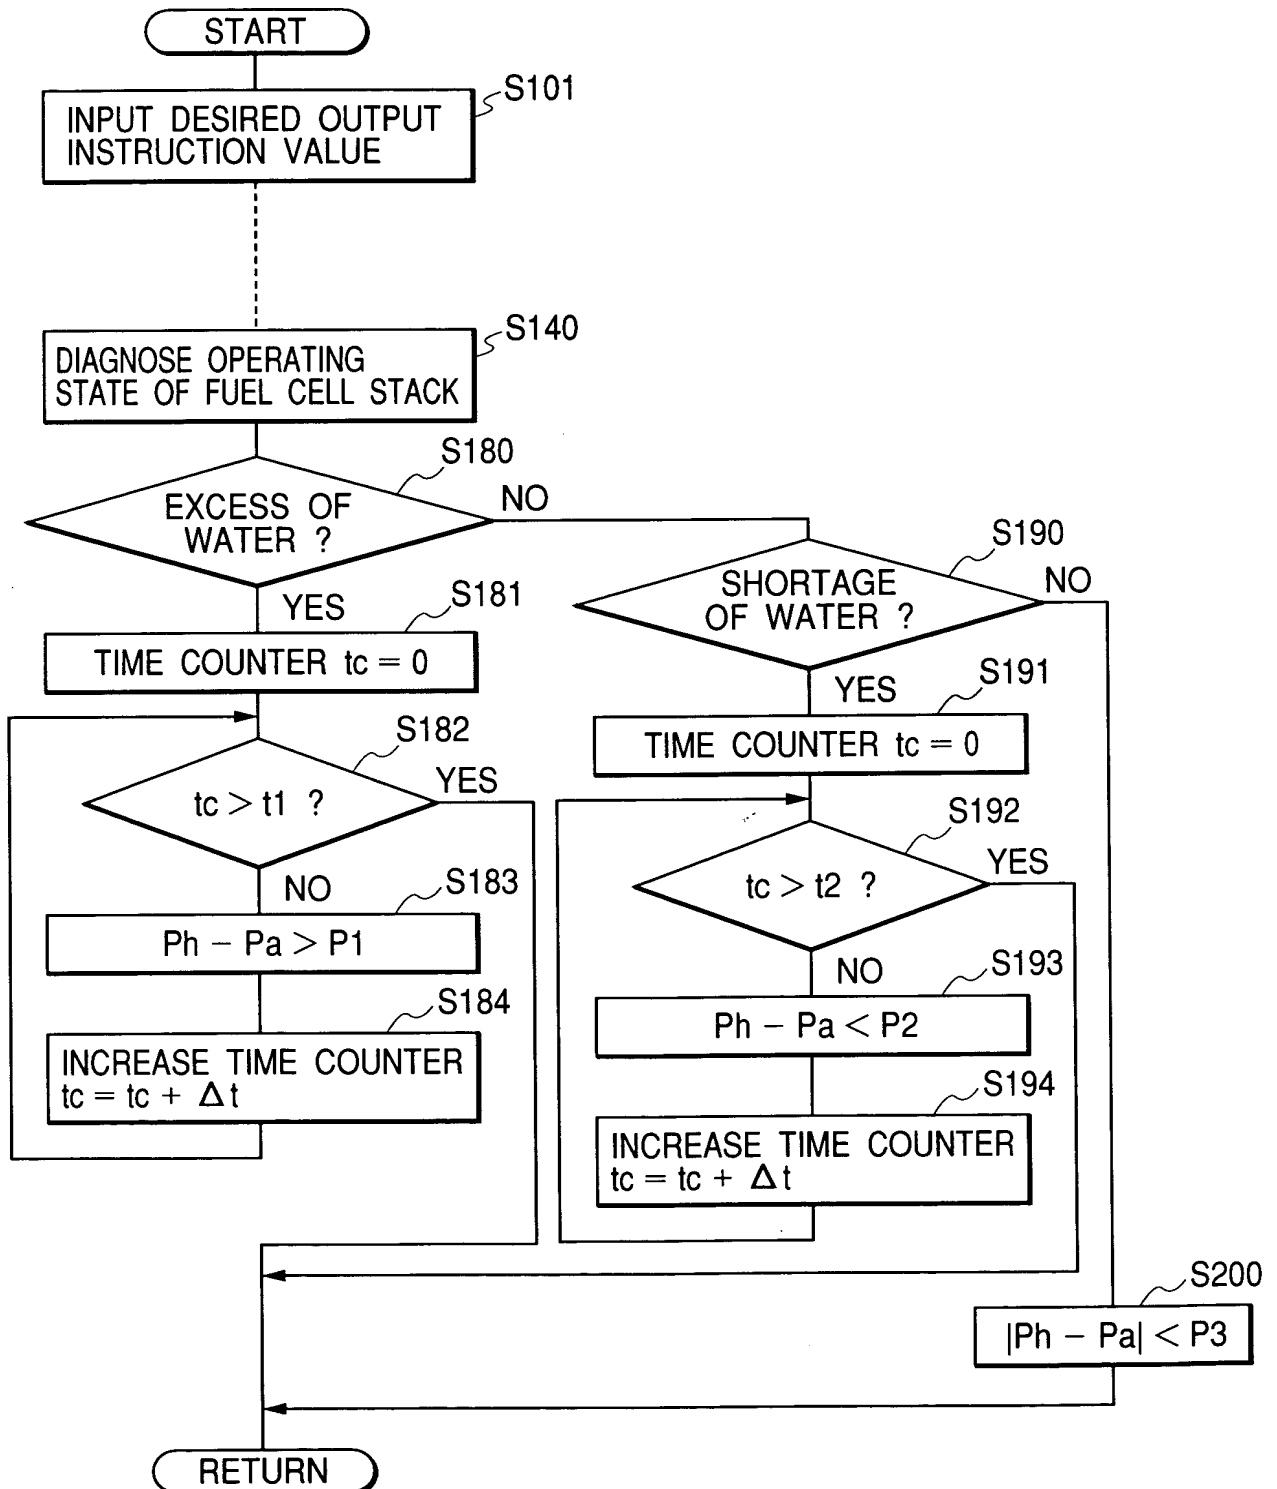 START
S101
INPUT DESIRED OUTPUT
INSTRUCTION VALUE
S140
DIAGNOSE OPERATING
STATE OF FUEL CELL STACK
S180
EXCESS OF
WATER ?
NO
YES
S181
TIME COUNTER tc = 0
S182
tc > t1 ?
YES
NO
S183
Ph − Pa > P1
S184
INCREASE TIME COUNTER
tc = tc + Δt
S190
SHORTAGE
OF WATER ?
NO
YES
S191
TIME COUNTER tc = 0
S192
tc > t2 ?
YES
NO
S193
Ph − Pa < P2
S194
INCREASE TIME COUNTER
tc = tc + Δt
S200
|Ph − Pa| < P3
RETURN